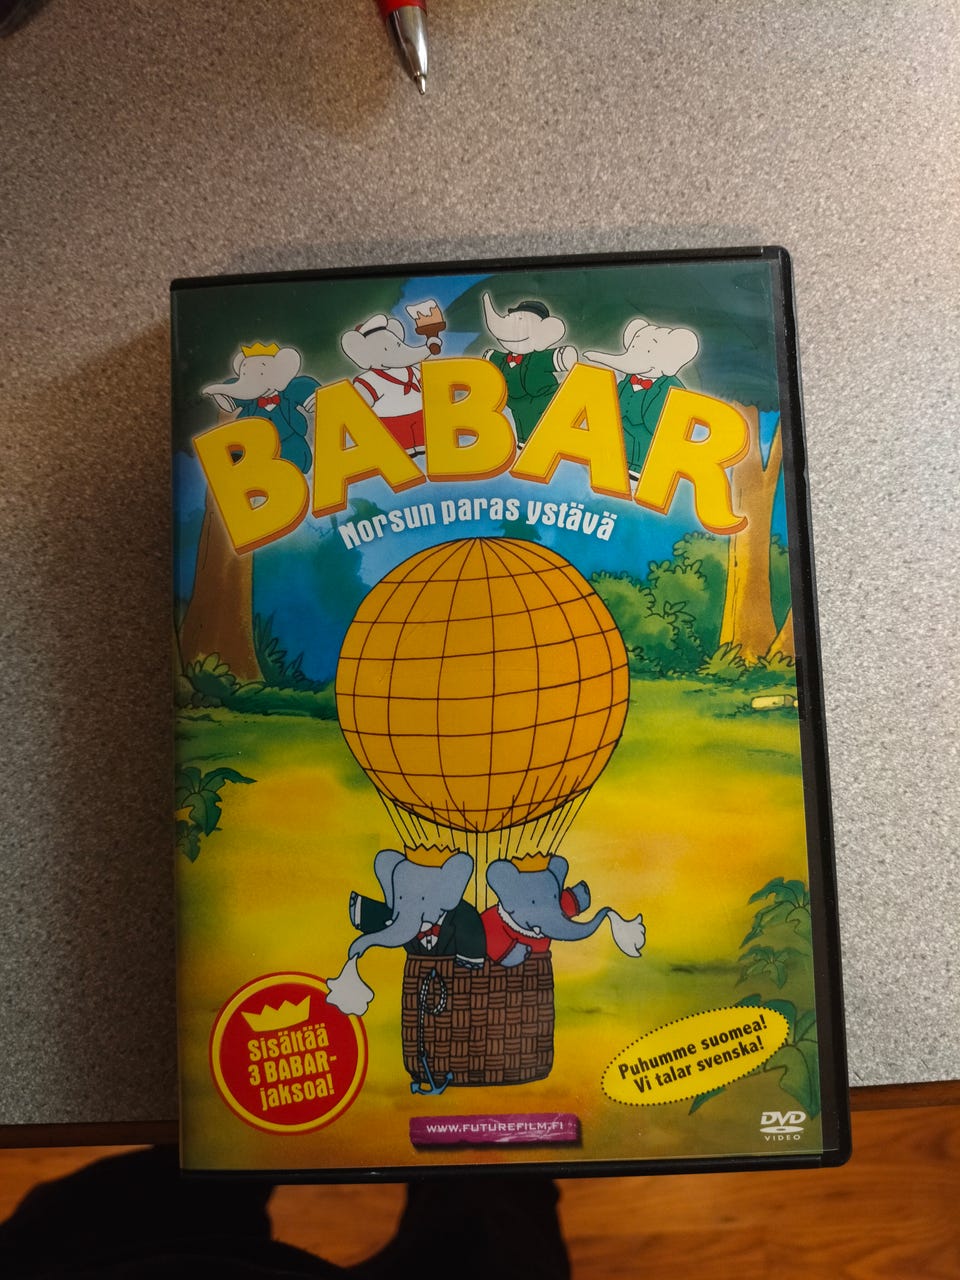 BABAR
Norsun paras ystävä
Sisältää
3 BABAR-
jaksoa!
Puhumme suomea!
Vi talar svenska!
WWW.FUTUREFILM.FI
DVD
VIDEO